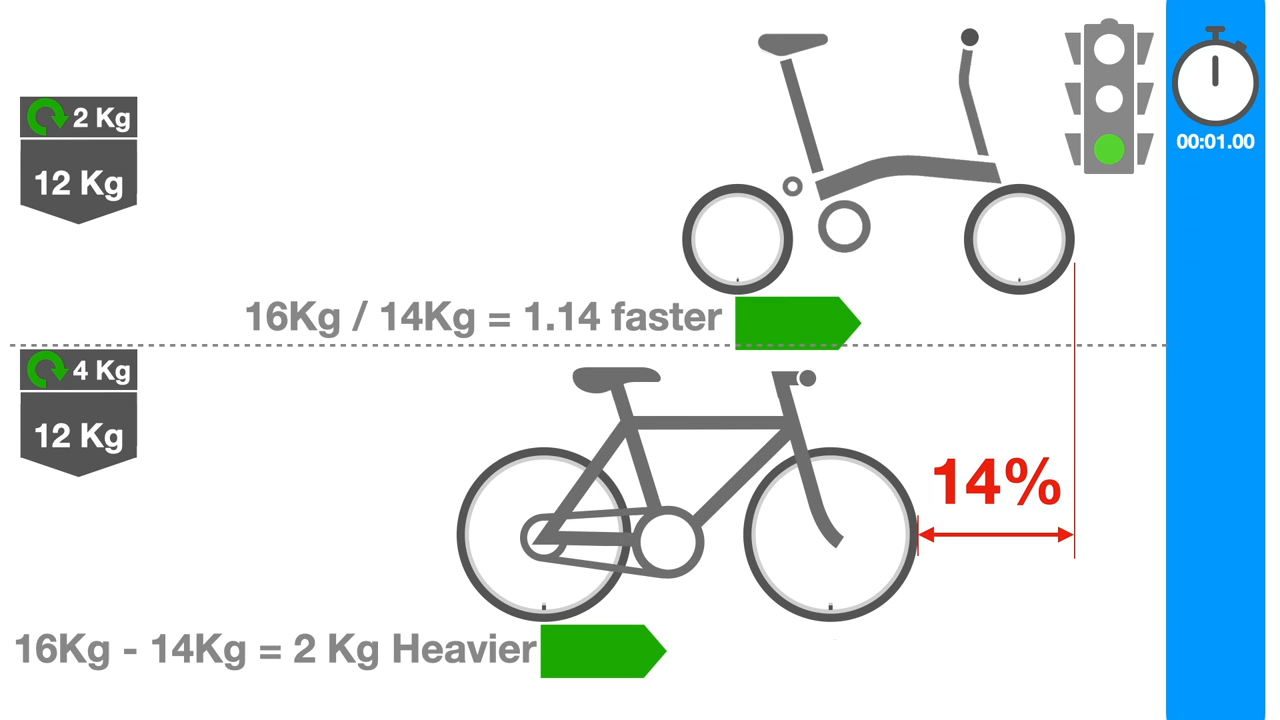 2 Kg
12 Kg
00:01.00
16Kg / 14Kg = 1.14 faster
4 Kg
12 Kg
14%
16Kg - 14Kg = 2 Kg Heavier